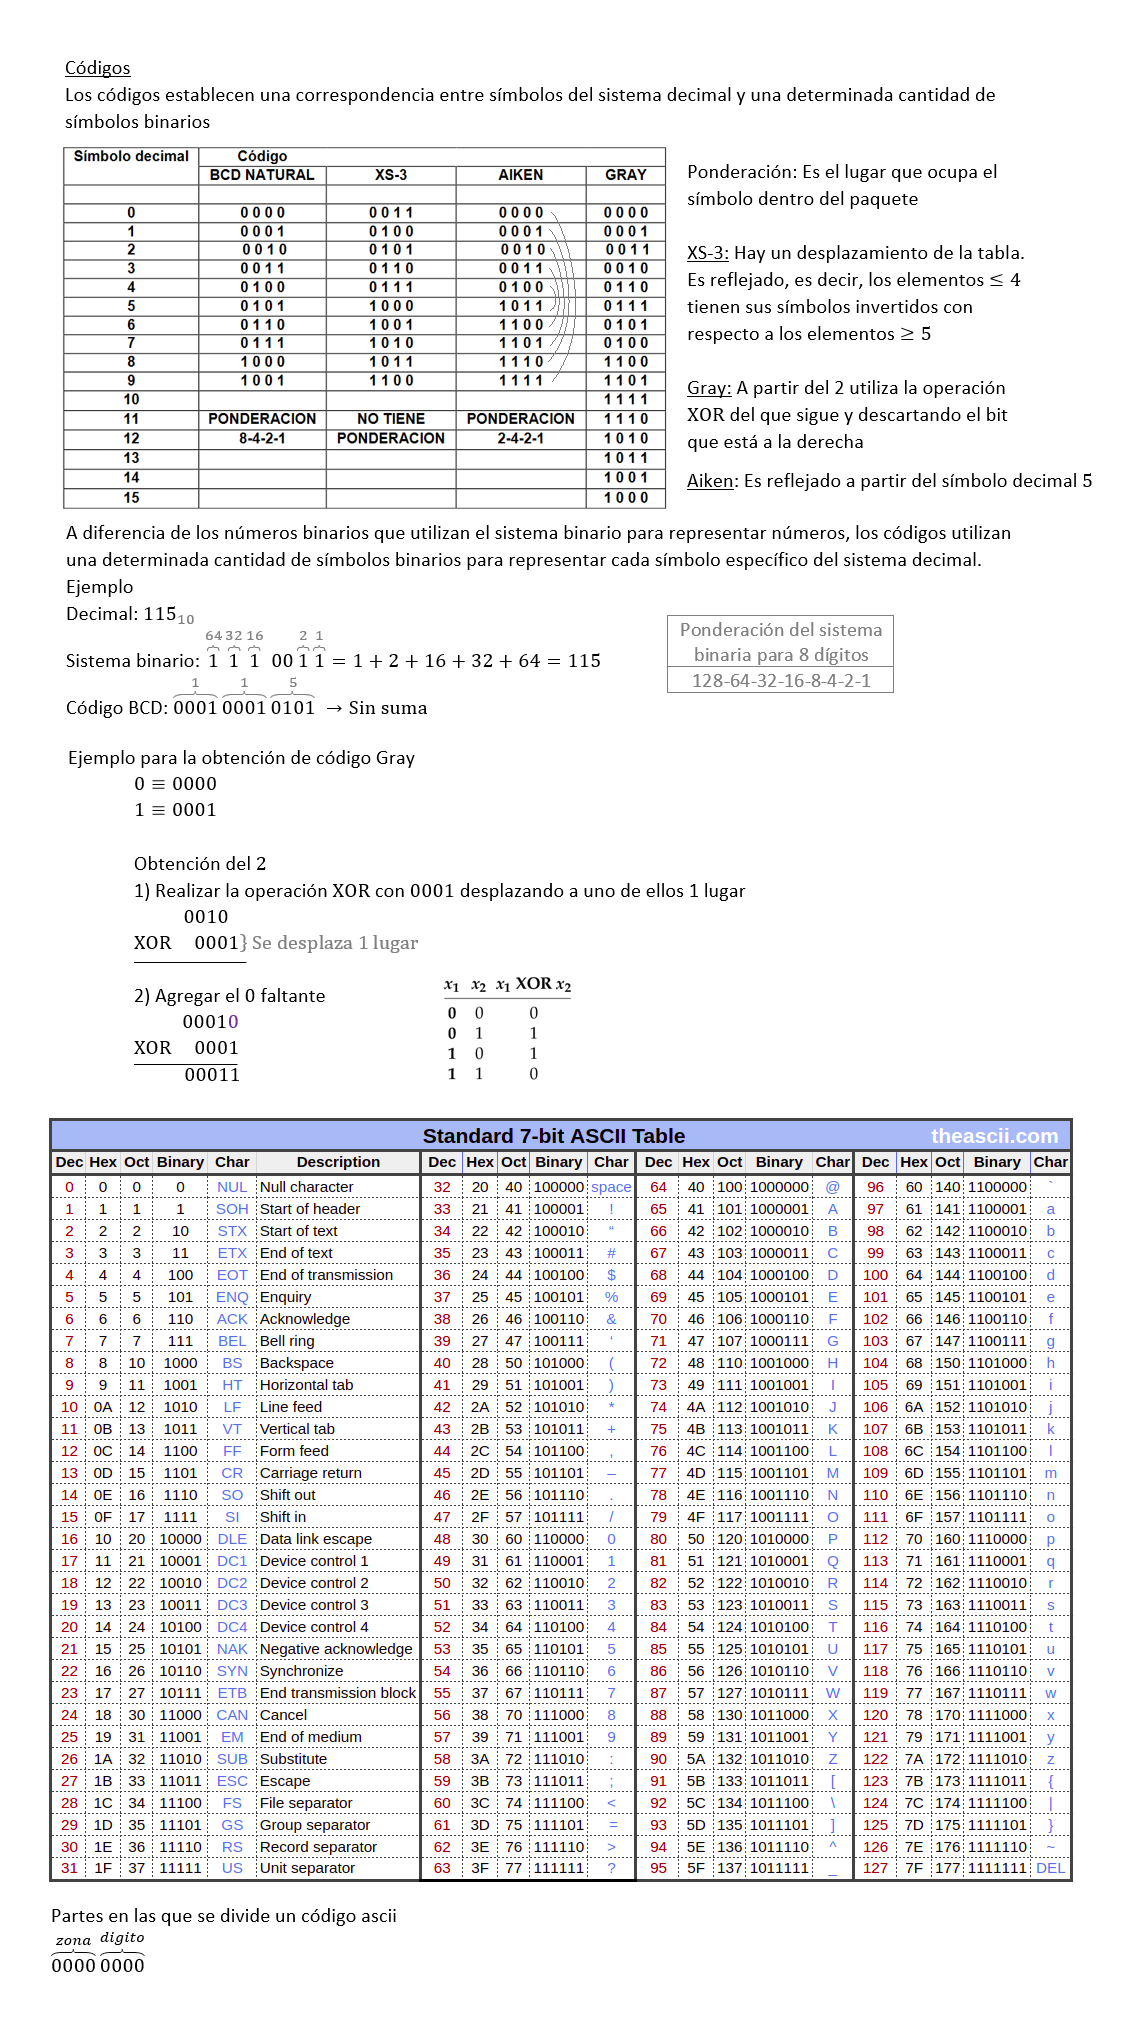 Códigos
Los códigos establecen una correspondencia entre símbolos del sistema decimal y una determinada cantidad de
símbolos binarios
Símbolo decimal Código
BCD NATURAL XS-3 AIKEN GRAY
0 0 0 0 0 0 0 1 1 0 0 0 0 0 0 0 0
1 0 0 0 1 0 1 0 0 0 0 0 1 0 0 0 1
2 0 0 1 0 0 1 0 1 0 0 1 0 0 0 1 1
3 0 0 1 1 0 1 1 0 0 0 1 1 0 0 1 0
4 0 1 0 0 0 1 1 1 0 1 0 0 0 1 1 0
5 0 1 0 1 1 0 0 0 1 0 1 1 0 1 1 1
6 0 1 1 0 1 0 0 1 1 1 0 0 0 1 0 1
7 0 1 1 1 1 0 1 0 1 1 0 1 0 1 0 0
8 1 0 0 0 1 0 1 1 1 1 1 0 1 1 0 0
9 1 0 0 1 1 1 0 0 1 1 1 1 1 1 0 1
10 1 1 1 1
11 PONDERACION NO TIENE PONDERACION 1 1 1 0
12 8-4-2-1 PONDERACION 2-4-2-1 1 0 1 0
13 1 0 1 1
14 1 0 0 1
15 1 0 0 0
Ponderación: Es el lugar que ocupa el
símbolo dentro del paquete
XS-3: Hay un desplazamiento de la tabla.
Es reflejado, es decir, los elementos ≤ 4
tienen sus símbolos invertidos con
respecto a los elementos ≥ 5
Gray: A partir del 2 utiliza la operación
XOR del que sigue y descartando el bit
que está a la derecha
Aiken: Es reflejado a partir del símbolo decimal 5
A diferencia de los números binarios que utilizan el sistema binario para representar números, los códigos utilizan
una determinada cantidad de símbolos binarios para representar cada símbolo específico del sistema decimal.
Ejemplo
Decimal: 115₁₀
64 32 16 2 1
Sistema binario: 1 1 1 00 1 1 = 1 + 2 + 16 + 32 + 64 = 115
1 1 5
Código BCD: 0001 0001 0101 → Sin suma
Ponderación del sistema
binaria para 8 dígitos
128-64-32-16-8-4-2-1
Ejemplo para la obtención de código Gray
0 ≡ 0000
1 ≡ 0001
Obtención del 2
1) Realizar la operación XOR con 0001 desplazando a uno de ellos 1 lugar
0010
XOR 0001} Se desplaza 1 lugar
2) Agregar el 0 faltante
00010
XOR 0001
00011
x₁ x₂ x₁ XOR x₂
0 0 0
0 1 1
1 0 1
1 1 0
Standard 7-bit ASCII Table theascii.com
Dec Hex Oct Binary Char Description Dec Hex Oct Binary Char Dec Hex Oct Binary Char Dec Hex Oct Binary Char
0 0 0 0 NUL Null character 32 20 40 100000 space 64 40 100 1000000 @ 96 60 140 1100000 `
1 1 1 1 SOH Start of header 33 21 41 100001 ! 65 41 101 1000001 A 97 61 141 1100001 a
2 2 2 10 STX Start of text 34 22 42 100010 “ 66 42 102 1000010 B 98 62 142 1100010 b
3 3 3 11 ETX End of text 35 23 43 100011 # 67 43 103 1000011 C 99 63 143 1100011 c
4 4 4 100 EOT End of transmission 36 24 44 100100 $ 68 44 104 1000100 D 100 64 144 1100100 d
5 5 5 101 ENQ Enquiry 37 25 45 100101 % 69 45 105 1000101 E 101 65 145 1100101 e
6 6 6 110 ACK Acknowledge 38 26 46 100110 & 70 46 106 1000110 F 102 66 146 1100110 f
7 7 7 111 BEL Bell ring 39 27 47 100111 ‘ 71 47 107 1000111 G 103 67 147 1100111 g
8 8 10 1000 BS Backspace 40 28 50 101000 ( 72 48 110 1001000 H 104 68 150 1101000 h
9 9 11 1001 HT Horizontal tab 41 29 51 101001 ) 73 49 111 1001001 I 105 69 151 1101001 i
10 0A 12 1010 LF Line feed 42 2A 52 101010 * 74 4A 112 1001010 J 106 6A 152 1101010 j
11 0B 13 1011 VT Vertical tab 43 2B 53 101011 + 75 4B 113 1001011 K 107 6B 153 1101011 k
12 0C 14 1100 FF Form feed 44 2C 54 101100 , 76 4C 114 1001100 L 108 6C 154 1101100 l
13 0D 15 1101 CR Carriage return 45 2D 55 101101 – 77 4D 115 1001101 M 109 6D 155 1101101 m
14 0E 16 1110 SO Shift out 46 2E 56 101110 . 78 4E 116 1001110 N 110 6E 156 1101110 n
15 0F 17 1111 SI Shift in 47 2F 57 101111 / 79 4F 117 1001111 O 111 6F 157 1101111 o
16 10 20 10000 DLE Data link escape 48 30 60 110000 0 80 50 120 1010000 P 112 70 160 1110000 p
17 11 21 10001 DC1 Device control 1 49 31 61 110001 1 81 51 121 1010001 Q 113 71 161 1110001 q
18 12 22 10010 DC2 Device control 2 50 32 62 110010 2 82 52 122 1010010 R 114 72 162 1110010 r
19 13 23 10011 DC3 Device control 3 51 33 63 110011 3 83 53 123 1010011 S 115 73 163 1110011 s
20 14 24 10100 DC4 Device control 4 52 34 64 110100 4 84 54 124 1010100 T 116 74 164 1110100 t
21 15 25 10101 NAK Negative acknowledge 53 35 65 110101 5 85 55 125 1010101 U 117 75 165 1110101 u
22 16 26 10110 SYN Synchronize 54 36 66 110110 6 86 56 126 1010110 V 118 76 166 1110110 v
23 17 27 10111 ETB End transmission block 55 37 67 110111 7 87 57 127 1010111 W 119 77 167 1110111 w
24 18 30 11000 CAN Cancel 56 38 70 111000 8 88 58 130 1011000 X 120 78 170 1111000 x
25 19 31 11001 EM End of medium 57 39 71 111001 9 89 59 131 1011001 Y 121 79 171 1111001 y
26 1A 32 11010 SUB Substitute 58 3A 72 111010 : 90 5A 132 1011010 Z 122 7A 172 1111010 z
27 1B 33 11011 ESC Escape 59 3B 73 111011 ; 91 5B 133 1011011 [ 123 7B 173 1111011 {
28 1C 34 11100 FS File separator 60 3C 74 111100 < 92 5C 134 1011100 \ 124 7C 174 1111100 |
29 1D 35 11101 GS Group separator 61 3D 75 111101 = 93 5D 135 1011101 ] 125 7D 175 1111101 }
30 1E 36 11110 RS Record separator 62 3E 76 111110 > 94 5E 136 1011110 ^ 126 7E 176 1111110 ~
31 1F 37 11111 US Unit separator 63 3F 77 111111 ? 95 5F 137 1011111 _ 127 7F 177 1111111 DEL
Partes en las que se divide un código ascii
zona digito
0000 0000